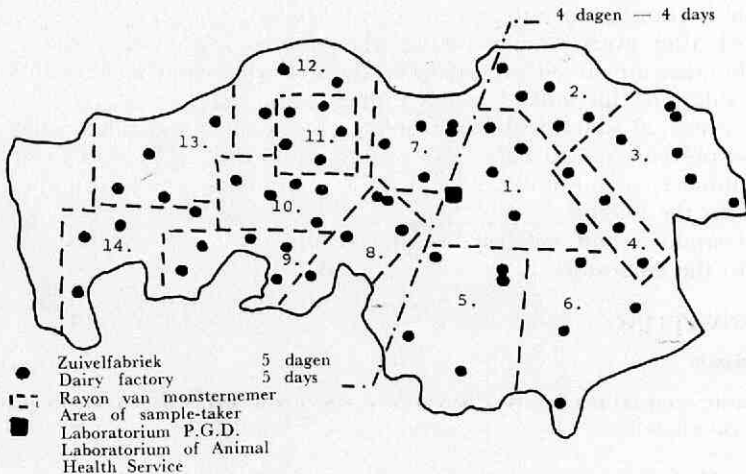 4 dagen — 4 days
12.
2.
13.
11.
7.
3.
1.
10.
4.
14.
9.
8.
5.
6.
Zuivelfabriek 5 dagen
Dairy factory 5 days
Rayon van monsternemer
Area of sample-taker
Laboratorium P.G.D.
Laboratorium of Animal
Health Service